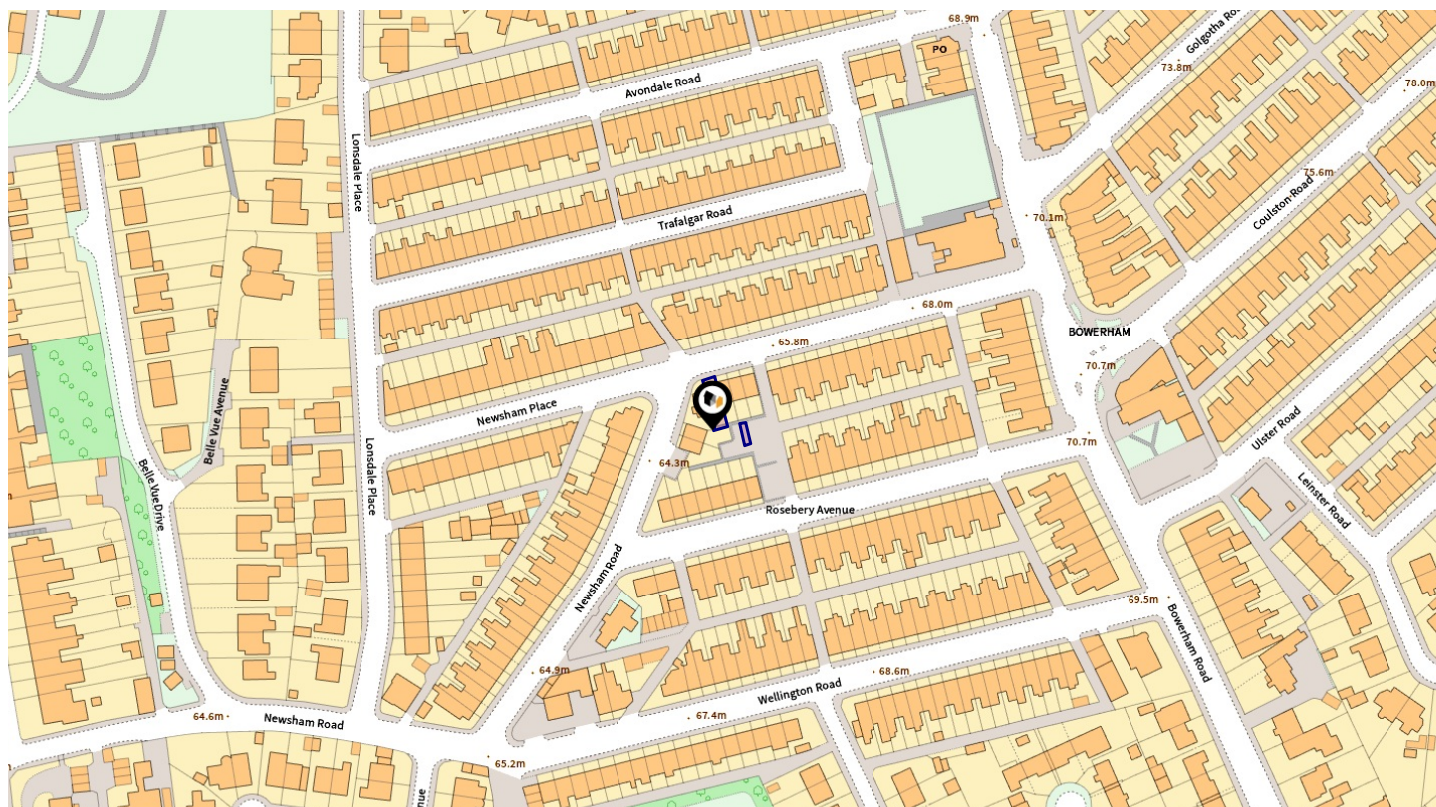 68.9m
Golgotha Ro
PO
73.8m
78.0m
Avondale Road
Lonsdale Place
75.6m
Coulston Road
Trafalgar Road
70.1m
68.0m
BOWERHAM
65.8m
70.7m
Newsham Place
Belle Vue Avenue
Ulster Road
70.7m
64.3m
Lonsdale Place
Belle Vue Drive
Leinster Road
Rosebery Avenue
Newsham Road
69.5m
Bowerham Road
64.9m
68.6m
Wellington Road
64.6m
Newsham Road
67.4m
65.2m
nue